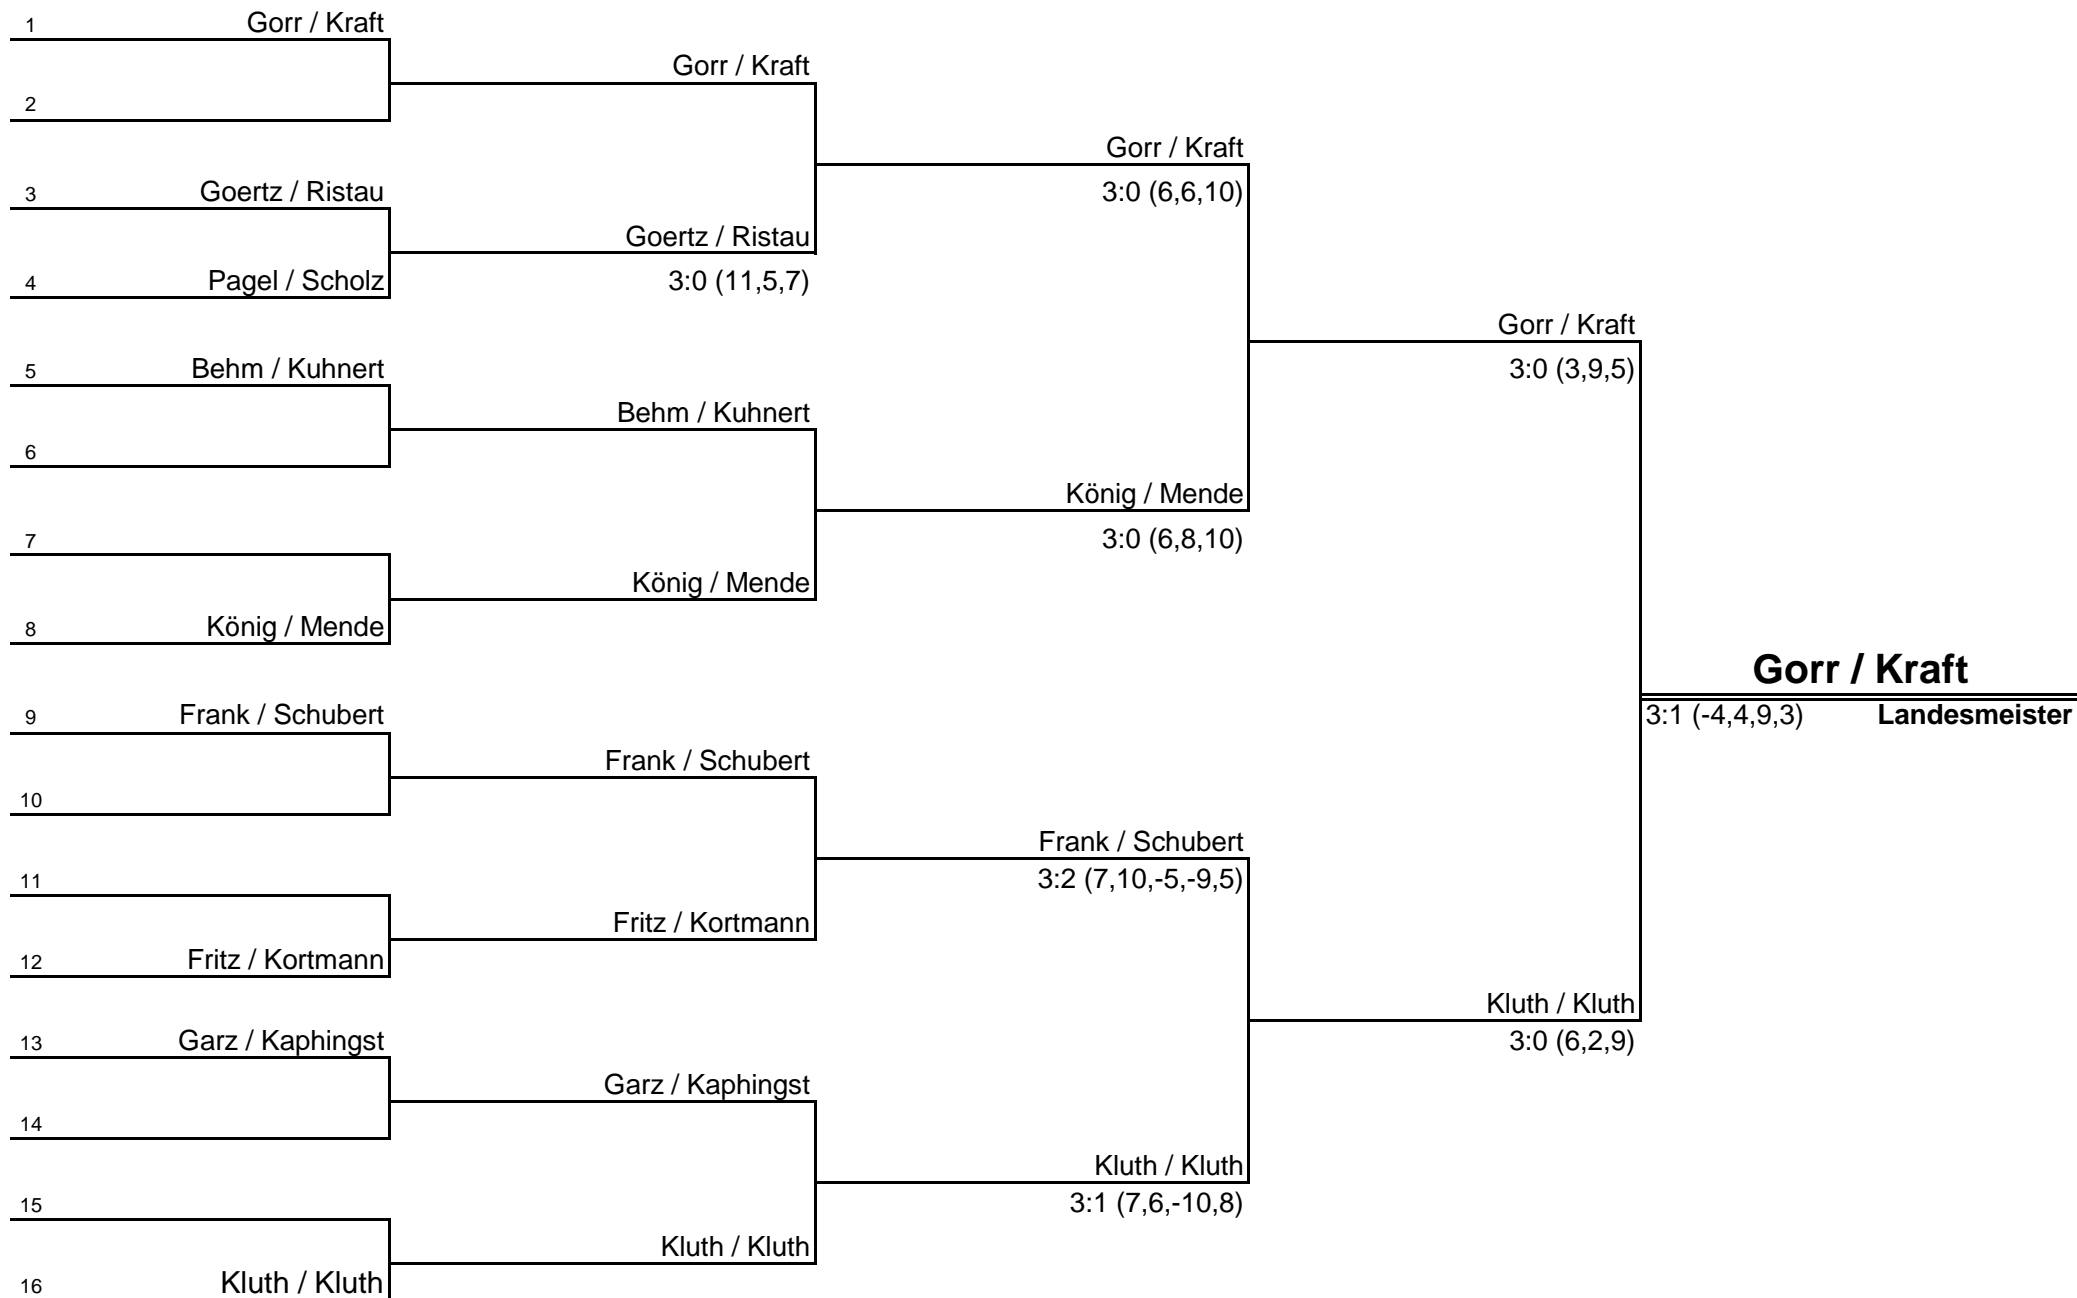 1 Gorr / Kraft
Gorr / Kraft
2
Gorr / Kraft
3 Goertz / Ristau
3:0 (6,6,10)
Goertz / Ristau
4 Pagel / Scholz
3:0 (11,5,7)
Gorr / Kraft
5 Behm / Kuhnert
3:0 (3,9,5)
Behm / Kuhnert
6
König / Mende
7
3:0 (6,8,10)
König / Mende
8 König / Mende
Gorr / Kraft
9 Frank / Schubert
3:1 (-4,4,9,3) Landesmeister
Frank / Schubert
10
Frank / Schubert
11
3:2 (7,10,-5,-9,5)
Fritz / Kortmann
12 Fritz / Kortmann
Kluth / Kluth
13 Garz / Kaphingst
3:0 (6,2,9)
Garz / Kaphingst
14
Kluth / Kluth
15
3:1 (7,6,-10,8)
Kluth / Kluth
16 Kluth / Kluth